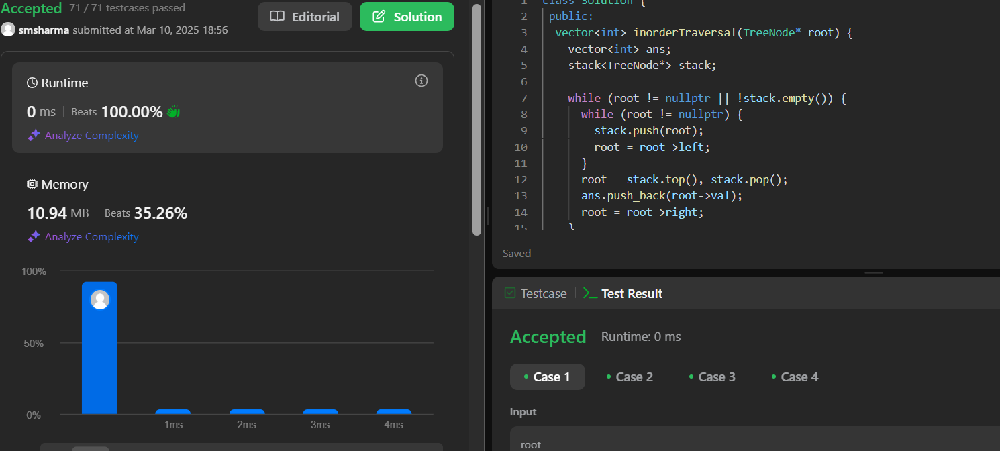 Accepted 71 / 71 testcases passed
smsharma submitted at Mar 10, 2025 18:56
Editorial
Solution
Runtime
0 ms Beats 100.00%
Analyze Complexity
Memory
10.94 MB Beats 35.26%
Analyze Complexity
100%
50%
0%
1ms 2ms 3ms 4ms
1 class Solution {
2 public:
3 vector<int> inorderTraversal(TreeNode* root) {
4 vector<int> ans;
5 stack<TreeNode*> stack;
6
7 while (root != nullptr || !stack.empty()) {
8 while (root != nullptr) {
9 stack.push(root);
10 root = root->left;
11 }
12 root = stack.top(), stack.pop();
13 ans.push_back(root->val);
14 root = root->right;
15 }
Saved
Testcase
Test Result
Accepted Runtime: 0 ms
Case 1 Case 2 Case 3 Case 4
Input
root =